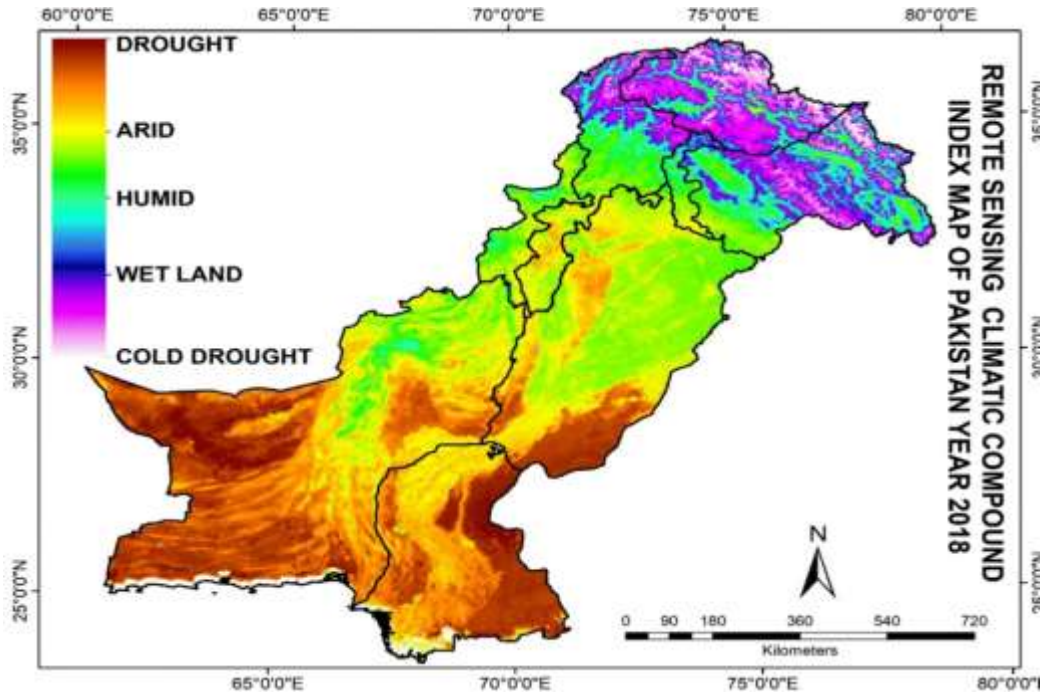 60°0'0"E 65°0'0"E 70°0'0"E 75°0'0"E 80°0'0"E
DROUGHT
ARID
HUMID
WET LAND
COLD DROUGHT
35°0'0"N
30°0'0"N
25°0'0"N
REMOTE SENSING CLIMATIC COMPOUND
INDEX MAP OF PAKISTAN YEAR 2018
N
0 90 180 360 540 720
Kilometers
65°0'0"E 70°0'0"E 75°0'0"E 80°0'0"E